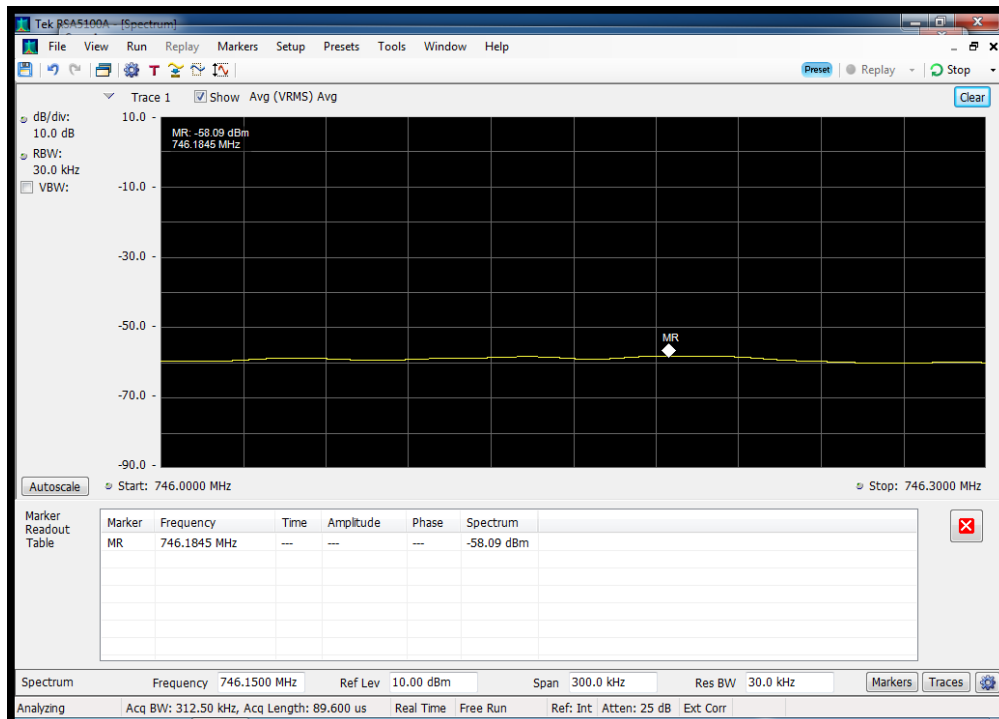 Tek RSA5100A - [Spectrum]
File View Run Replay Markers Setup Presets Tools Window Help
T Preset Replay Stop
Trace 1 Show Avg (VRMS) Avg Clear
dB/div:
10.0 dB
RBW:
30.0 kHz
VBW:
10.0
-10.0
-30.0
-50.0
-70.0
-90.0
MR: -58.09 dBm
746.1845 MHz
MR
Autoscale Start: 746.0000 MHz Stop: 746.3000 MHz
Marker
Readout
Table
Marker Frequency Time Amplitude Phase Spectrum
MR 746.1845 MHz --- --- --- -58.09 dBm
Spectrum Frequency 746.1500 MHz Ref Lev 10.00 dBm Span 300.0 kHz Res BW 30.0 kHz Markers Traces
Analyzing Acq BW: 312.50 kHz, Acq Length: 89.600 us Real Time Free Run Ref: Int Atten: 25 dB Ext Corr